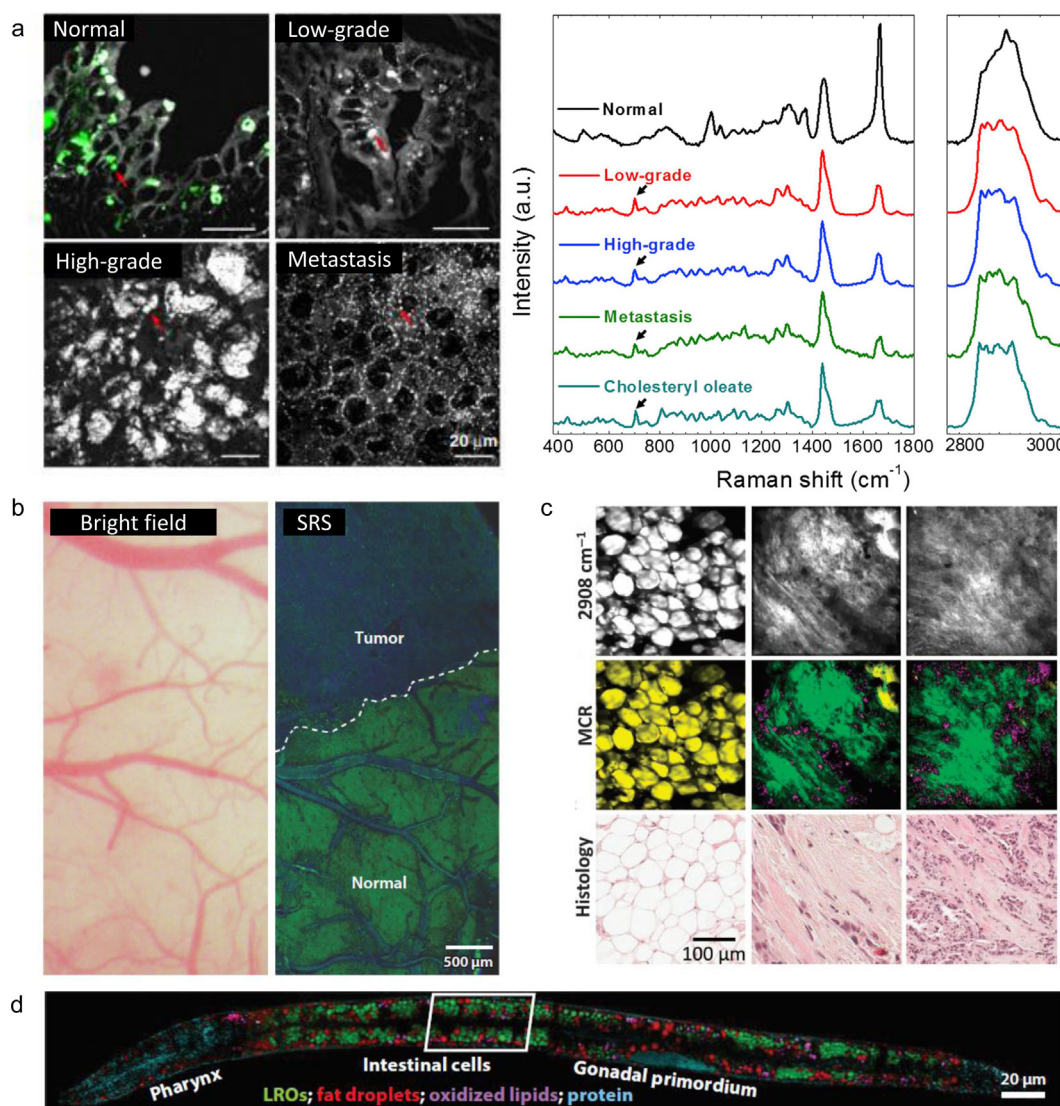 a
Normal
Low-grade
High-grade
Metastasis
20 µm
Intensity (a.u.)
Normal
Low-grade
High-grade
Metastasis
Cholesteryl oleate
400 600 800 1000 1200 1400 1600 1800
2800 3000
Raman shift (cm⁻¹)
b
Bright field
SRS
Tumor
Normal
500 µm
c
2908 cm⁻¹
MCR
Histology
100 µm
d
Pharynx
Intestinal cells
Gonadal primordium
20 µm
LROs; fat droplets; oxidized lipids; protein